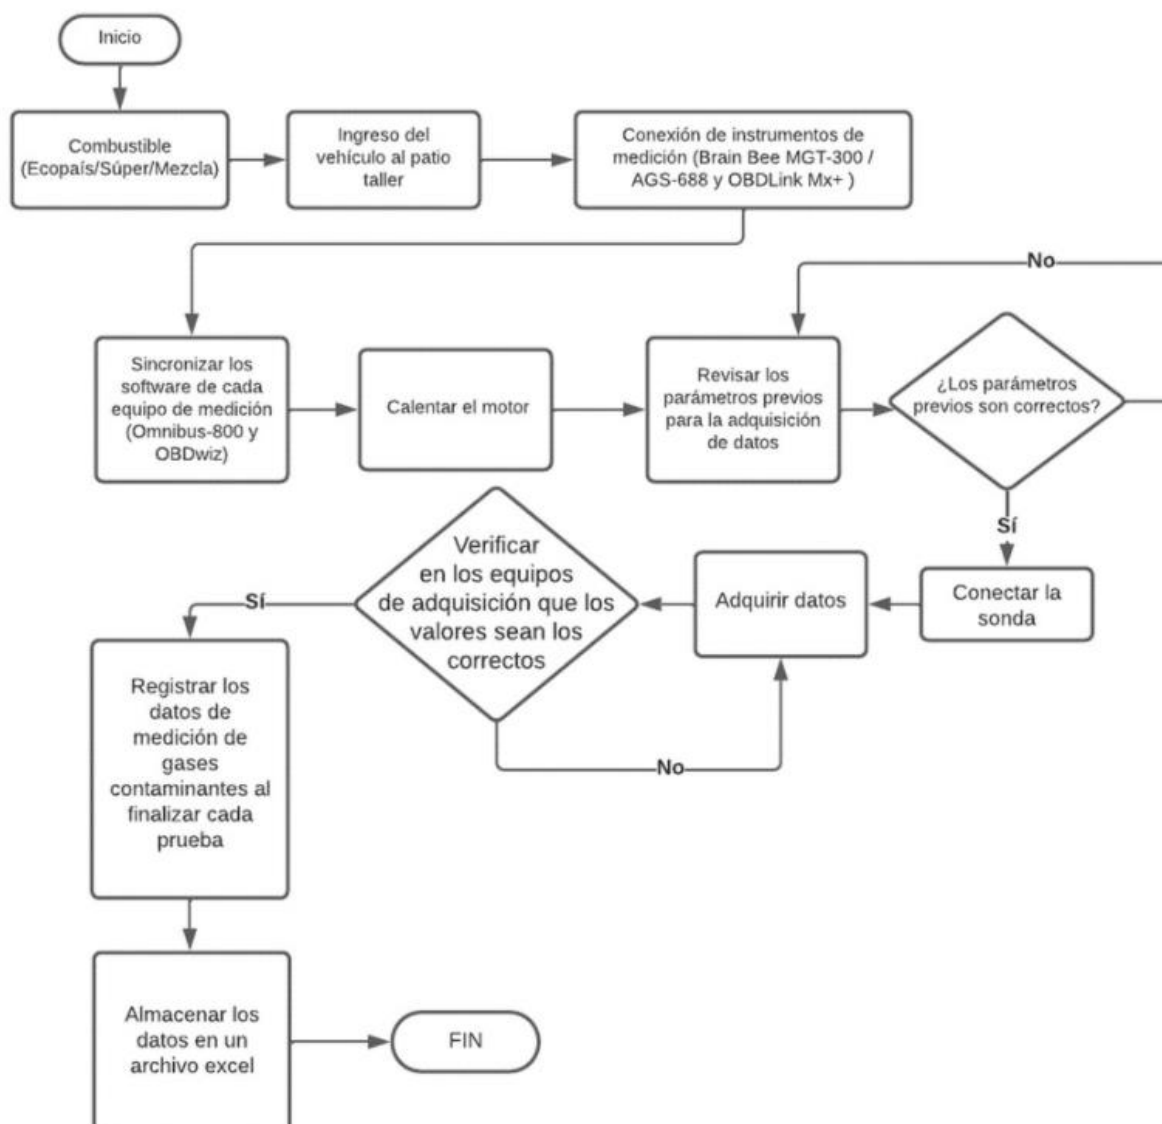 Inicio
Combustible
(Ecopaís/Súper/Mezcla)
Ingreso del
vehículo al patio
taller
Conexión de instrumentos de
medición (Brain Bee MGT-300 /
AGS-688 y OBDLink Mx+ )
Sincronizar los
software de cada
equipo de medición
(Omnibus-800 y
OBDwiz)
Calentar el motor
Revisar los
parámetros previos
para la adquisición
de datos
¿Los parámetros
previos son correctos?
No
Sí
Conectar la
sonda
Adquirir datos
Verificar
en los equipos
de adquisición que los
valores sean los
correctos
No
Sí
Registrar los
datos de
medición de
gases
contaminantes al
finalizar cada
prueba
Almacenar los
datos en un
archivo excel
FIN